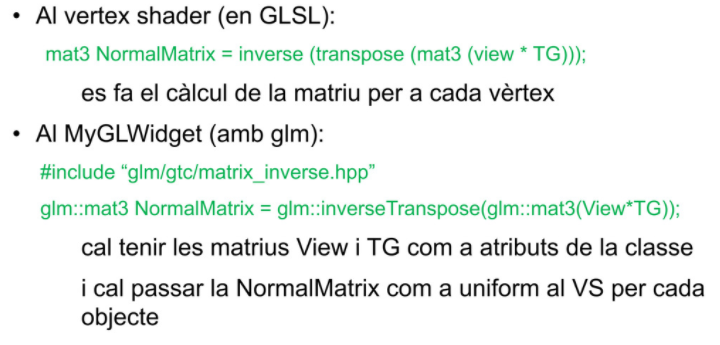 • Al vertex shader (en GLSL):
mat3 NormalMatrix = inverse (transpose (mat3 (view * TG)));
es fa el càlcul de la matriu per a cada vèrtex
• Al MyGLWidget (amb glm):
#include “glm/gtc/matrix_inverse.hpp”
glm::mat3 NormalMatrix = glm::inverseTranspose(glm::mat3(View*TG));
cal tenir les matrius View i TG com a atributs de la classe
i cal passar la NormalMatrix com a uniform al VS per cada
objecte